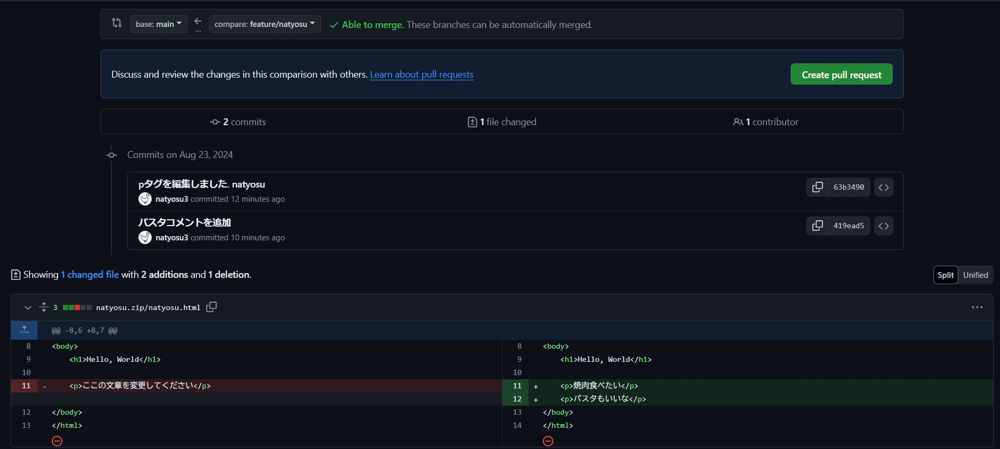 base: main ← ... compare: feature/natyosu ✓ Able to merge. These branches can be automatically merged.
Discuss and review the changes in this comparison with others. Learn about pull requests
Create pull request
2 commits 1 file changed 1 contributor
Commits on Aug 23, 2024
pタグを編集しました. natyosu
63b3490 <>
natyosu3 committed 12 minutes ago
パスタコメントを追加
419ead5 <>
natyosu3 committed 10 minutes ago
Showing 1 changed file with 2 additions and 1 deletion.
Split Unified
3 natyosu.zip/natyosu.html ...
@@ -8,6 +8,7 @@
8 <body> 8 <body>
9 <h1>Hello, World</h1> 9 <h1>Hello, World</h1>
10 10
11 - <p>ここの文章を変更してください</p> 11 + <p>焼肉食べたい</p>
12 + <p>パスタもいいな</p>
12 </body> 13 </body>
13 </html> 14 </html>